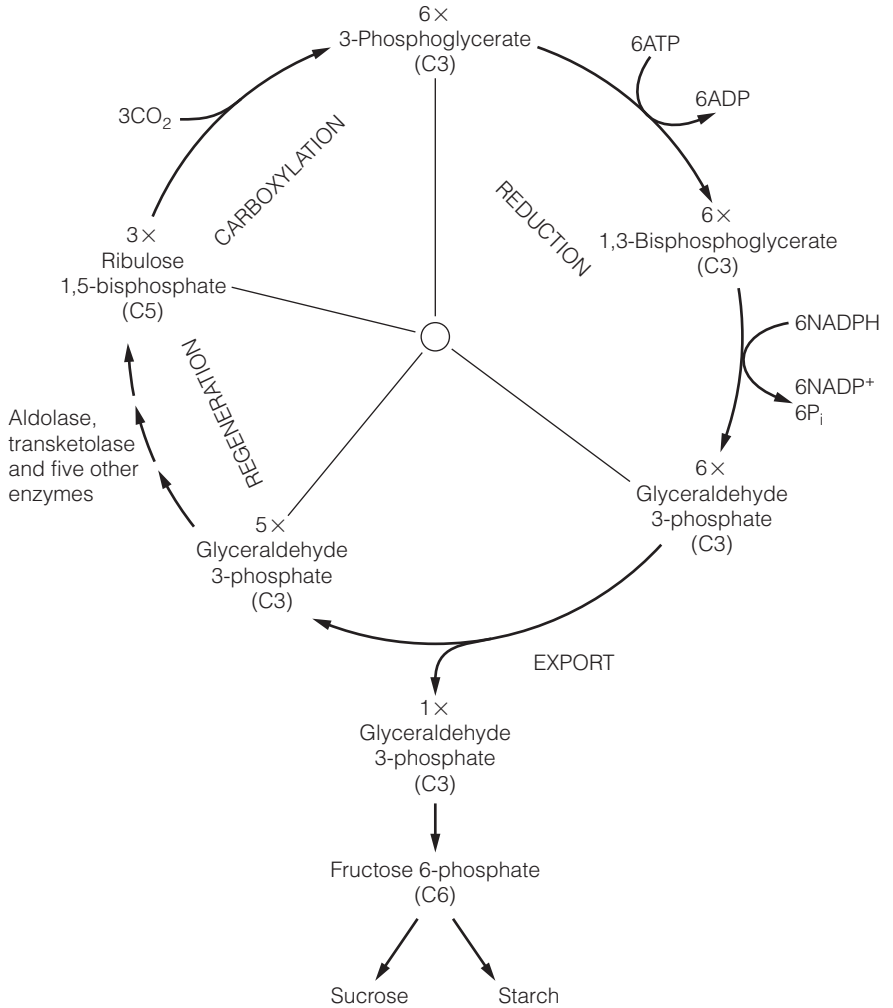 6×
3-Phosphoglycerate
(C3)
6ATP
6ADP
3CO₂
CARBOXYLATION
REDUCTION
6×
1,3-Bisphosphoglycerate
(C3)
3×
Ribulose
1,5-bisphosphate
(C5)
6NADPH
6NADP⁺
6Pᵢ
REGENERATION
Aldolase,
transketolase
and five other
enzymes
6×
Glyceraldehyde
3-phosphate
(C3)
5×
Glyceraldehyde
3-phosphate
(C3)
EXPORT
1×
Glyceraldehyde
3-phosphate
(C3)
Fructose 6-phosphate
(C6)
Sucrose
Starch